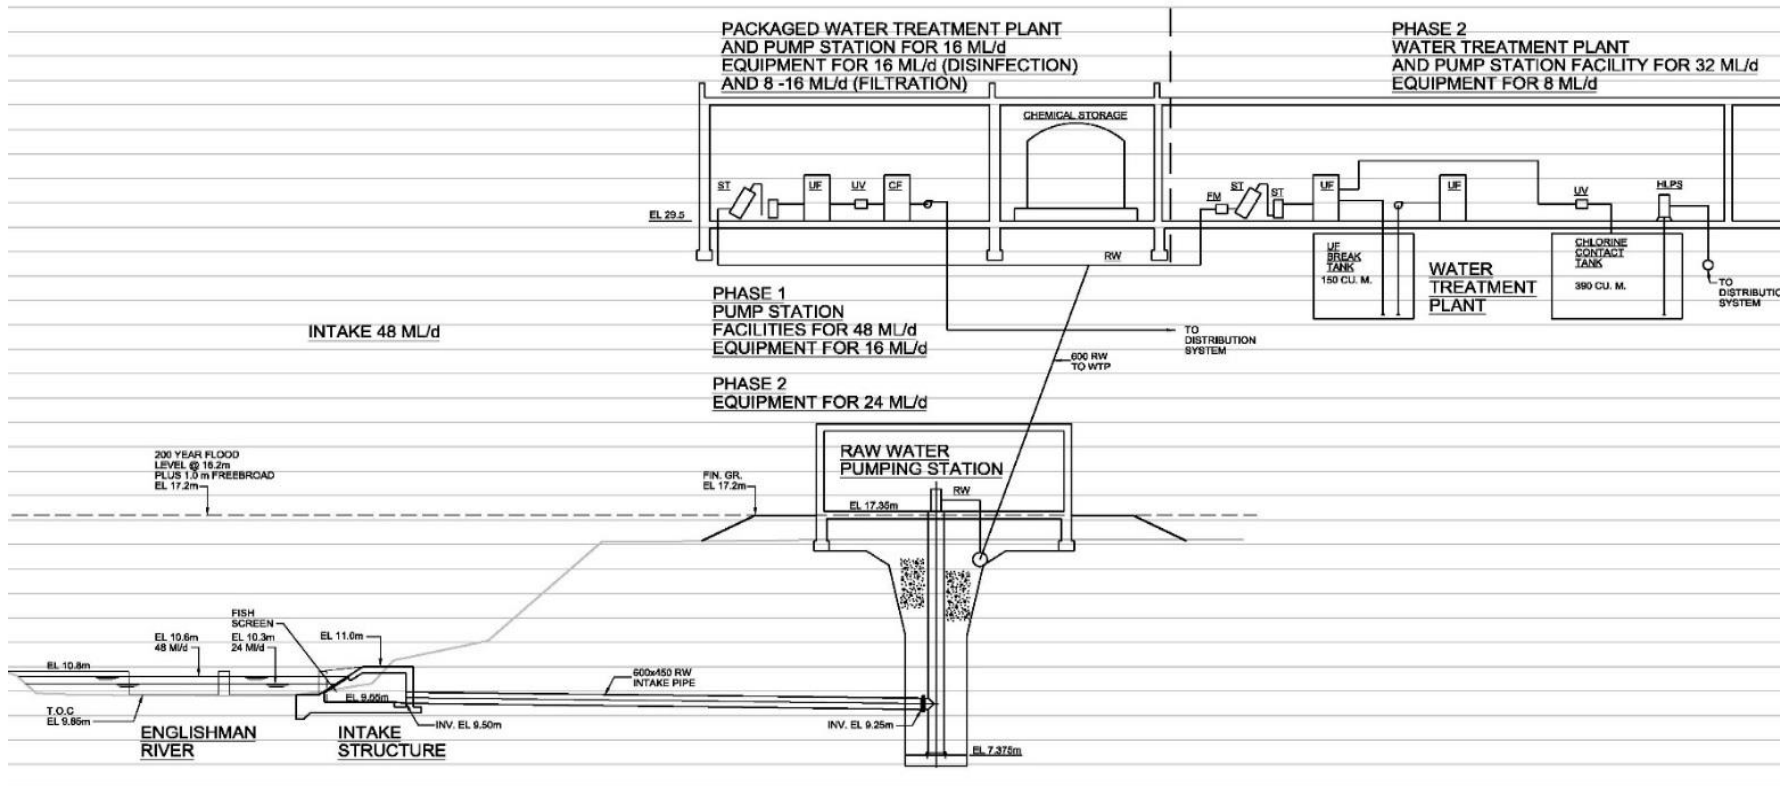 PACKAGED WATER TREATMENT PLANT
AND PUMP STATION FOR 16 ML/d
EQUIPMENT FOR 16 ML/d (DISINFECTION)
AND 8 -16 ML/d (FILTRATION)
PHASE 2
WATER TREATMENT PLANT
AND PUMP STATION FACILITY FOR 32 ML/d
EQUIPMENT FOR 8 ML/d
CHEMICAL STORAGE
ST
UF
UV
CF
FM
ST
ST
UF
UF
UV
HLPS
EL 29.5
RW
UF
BREAK
TANK
150 CU. M.
WATER
TREATMENT
PLANT
CHLORINE
CONTACT
TANK
390 CU. M.
TO
DISTRIBUTIO
SYSTEM
PHASE 1
PUMP STATION
FACILITIES FOR 48 ML/d
EQUIPMENT FOR 16 ML/d
INTAKE 48 ML/d
TO
DISTRIBUTION
SYSTEM
600 RW
TO WTP
PHASE 2
EQUIPMENT FOR 24 ML/d
200 YEAR FLOOD
LEVEL @ 16.2m
PLUS 1.0 m FREEBROAD
EL 17.2m
FIN. GR.
EL 17.2m
RAW WATER
PUMPING STATION
RW
EL 17.35m
FISH
SCREEN
EL 10.6m
48 Ml/d
EL 10.3m
24 Ml/d
EL 11.0m
EL 10.8m
600x450 RW
INTAKE PIPE
EL 9.65m
T.O.C
EL 9.85m
INV. EL 9.50m
INV. EL 9.25m
ENGLISHMAN
RIVER
INTAKE
STRUCTURE
EL 7.375m